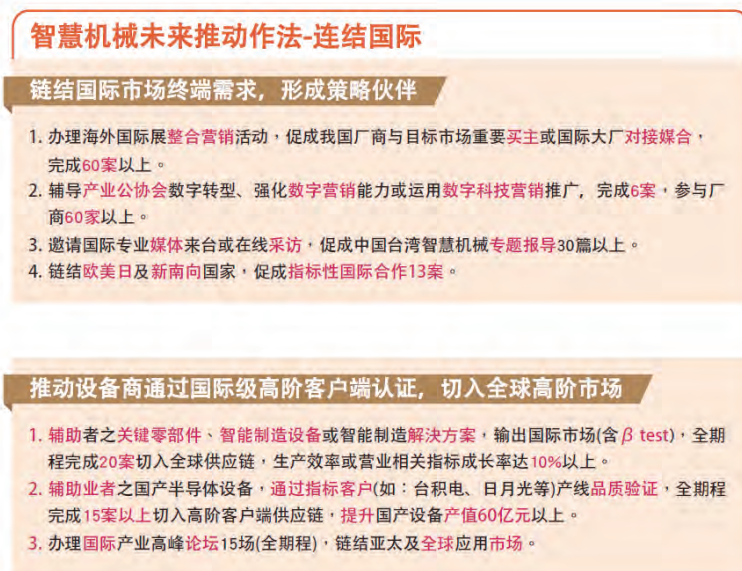 智慧机械未来推动作法-连结国际
链结国际市场终端需求，形成策略伙伴
1. 办理海外国际展整合营销活动，促成我国厂商与目标市场重要买主或国际大厂对接媒合，
完成60案以上。
2. 辅导产业公协会数字转型、强化数字营销能力或运用数字科技营销推广，完成6案，参与厂
商60家以上。
3. 邀请国际专业媒体来台或在线采访，促成中国台湾智慧机械专题报导30篇以上。
4. 链结欧美日及新南向国家，促成指标性国际合作13案。
推动设备商通过国际级高阶客户端认证，切入全球高阶市场
1. 辅助者之关键零部件、智能制造设备或智能制造解决方案，输出国际市场(含β test)，全期
程完成20案切入全球供应链，生产效率或营业相关指标成长率达10%以上。
2. 辅助业者之国产半导体设备，通过指标客户(如：台积电、日月光等)产线品质验证，全期程
完成15案以上切入高阶客户端供应链，提升国产设备产值60亿元以上。
3. 办理国际产业高峰论坛15场(全期程)，链结亚太及全球应用市场。